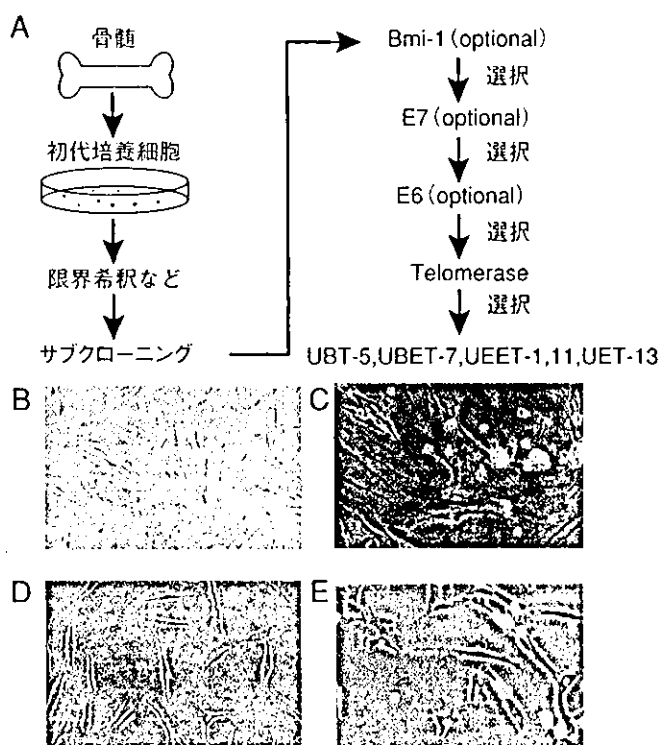 A
骨髄
初代培養細胞
限界希釈など
サブクローニング
Bmi-1(optional)
選択
E7(optional)
選択
E6(optional)
選択
Telomerase
選択
UBT-5,UBET-7,UEET-1,11,UET-13
B
C
D
E